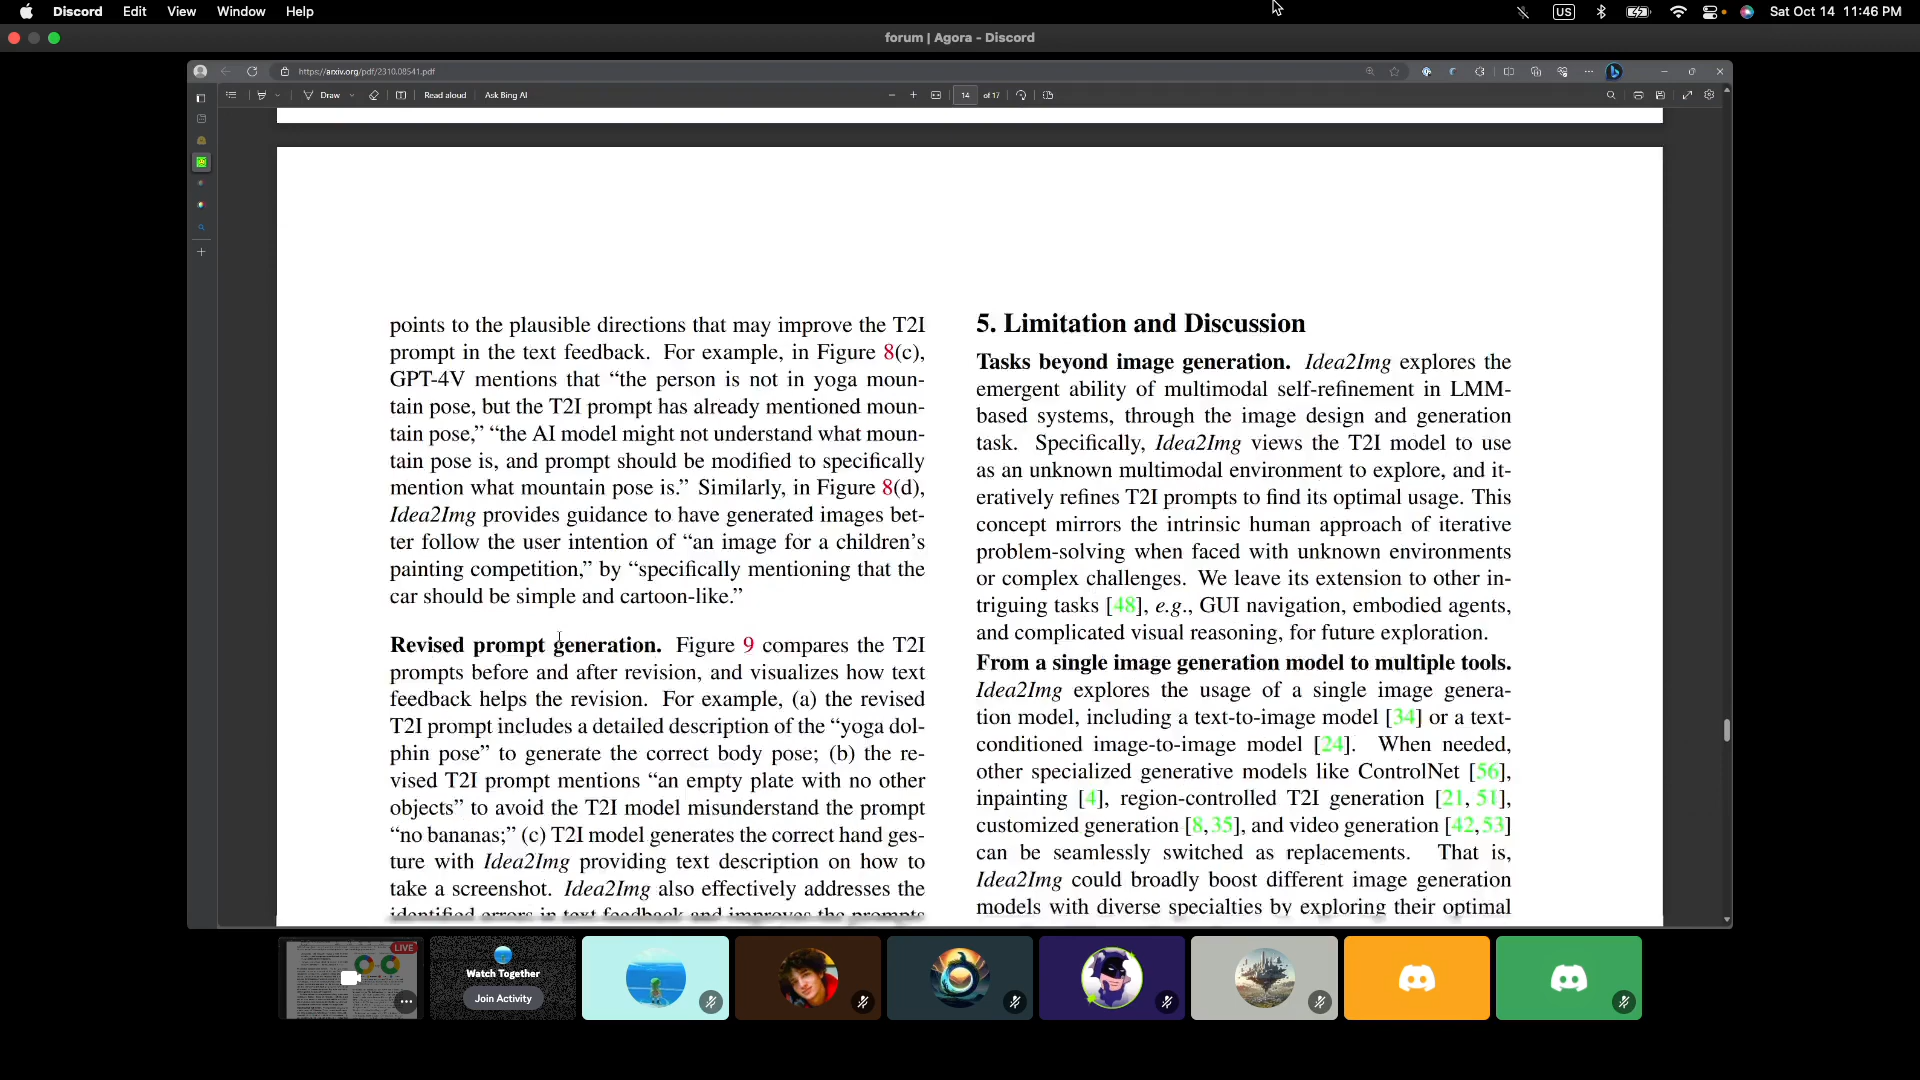 Discord Edit View Window Help
US
Sat Oct 14 11:46 PM
forum | Agora - Discord
https://arxiv.org/pdf/2310.08541.pdf
Draw
Read aloud
Ask Bing AI
14 of 17
points to the plausible directions that may improve the T2I
prompt in the text feedback. For example, in Figure 8(c),
GPT-4V mentions that “the person is not in yoga moun-
tain pose, but the T2I prompt has already mentioned moun-
tain pose,” “the AI model might not understand what moun-
tain pose is, and prompt should be modified to specifically
mention what mountain pose is.” Similarly, in Figure 8(d),
Idea2Img provides guidance to have generated images bet-
ter follow the user intention of “an image for a children’s
painting competition,” by “specifically mentioning that the
car should be simple and cartoon-like.”
Revised prompt generation. Figure 9 compares the T2I
prompts before and after revision, and visualizes how text
feedback helps the revision. For example, (a) the revised
T2I prompt includes a detailed description of the “yoga dol-
phin pose” to generate the correct body pose; (b) the re-
vised T2I prompt mentions “an empty plate with no other
objects” to avoid the T2I model misunderstand the prompt
“no bananas;” (c) T2I model generates the correct hand ges-
ture with Idea2Img providing text description on how to
take a screenshot. Idea2Img also effectively addresses the
identified errors in text feedback and improves the prompts
5. Limitation and Discussion
Tasks beyond image generation. Idea2Img explores the
emergent ability of multimodal self-refinement in LMM-
based systems, through the image design and generation
task. Specifically, Idea2Img views the T2I model to use
as an unknown multimodal environment to explore, and it-
eratively refines T2I prompts to find its optimal usage. This
concept mirrors the intrinsic human approach of iterative
problem-solving when faced with unknown environments
or complex challenges. We leave its extension to other in-
triguing tasks [48], e.g., GUI navigation, embodied agents,
and complicated visual reasoning, for future exploration.
From a single image generation model to multiple tools.
Idea2Img explores the usage of a single image genera-
tion model, including a text-to-image model [34] or a text-
conditioned image-to-image model [24]. When needed,
other specialized generative models like ControlNet [56],
inpainting [4], region-controlled T2I generation [21, 51],
customized generation [8,35], and video generation [42,53]
can be seamlessly switched as replacements. That is,
Idea2Img could broadly boost different image generation
models with diverse specialties by exploring their optimal
LIVE
Watch Together
Join Activity